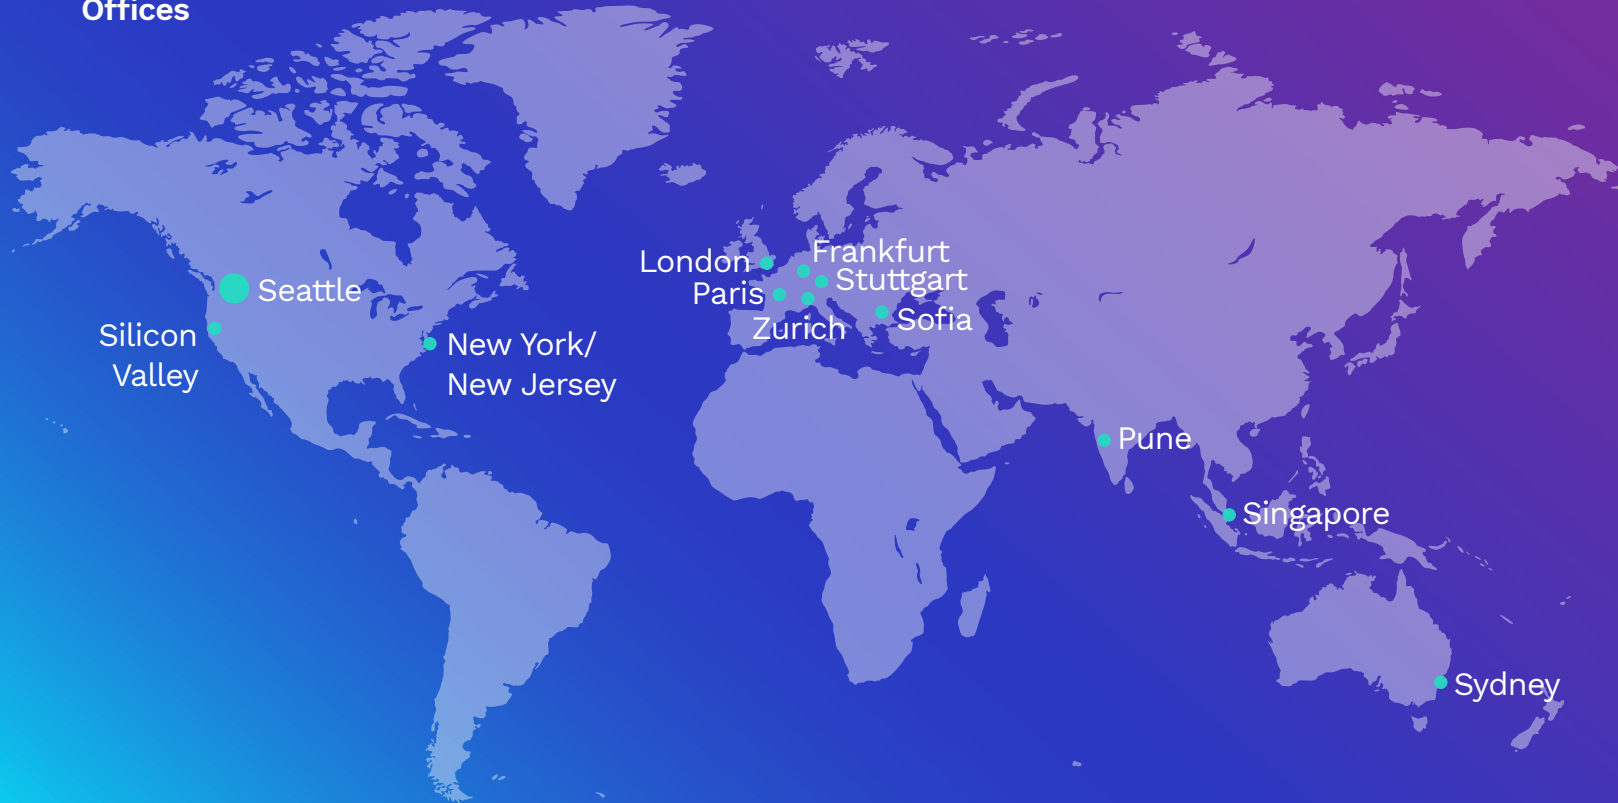 Offices
London
Frankfurt
Stuttgart
Paris
Seattle
Sofia
Zurich
Silicon
Valley
New York/
New Jersey
Pune
Singapore
Sydney